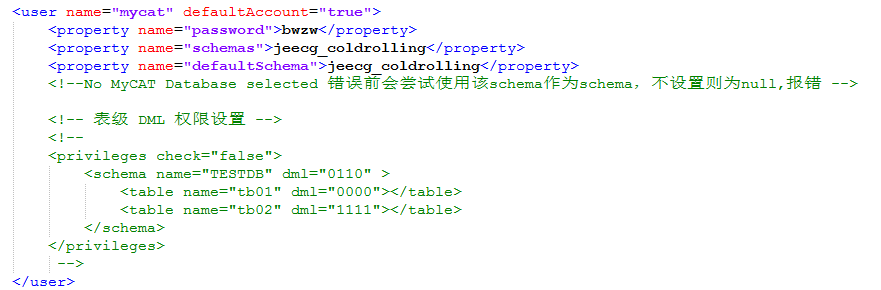 <user name="mycat" defaultAccount="true">
<property name="password">bwzw</property>
<property name="schemas">jeecg_coldrolling</property>
<property name="defaultSchema">jeecg_coldrolling</property>
<!--No MyCAT Database selected 错误前会尝试使用该schema作为schema，不设置则为null,报错 -->
<!-- 表级 DML 权限设置 -->
<!--
<privileges check="false">
<schema name="TESTDB" dml="0110" >
<table name="tb01" dml="0000"></table>
<table name="tb02" dml="1111"></table>
</schema>
</privileges>
-->
</user>